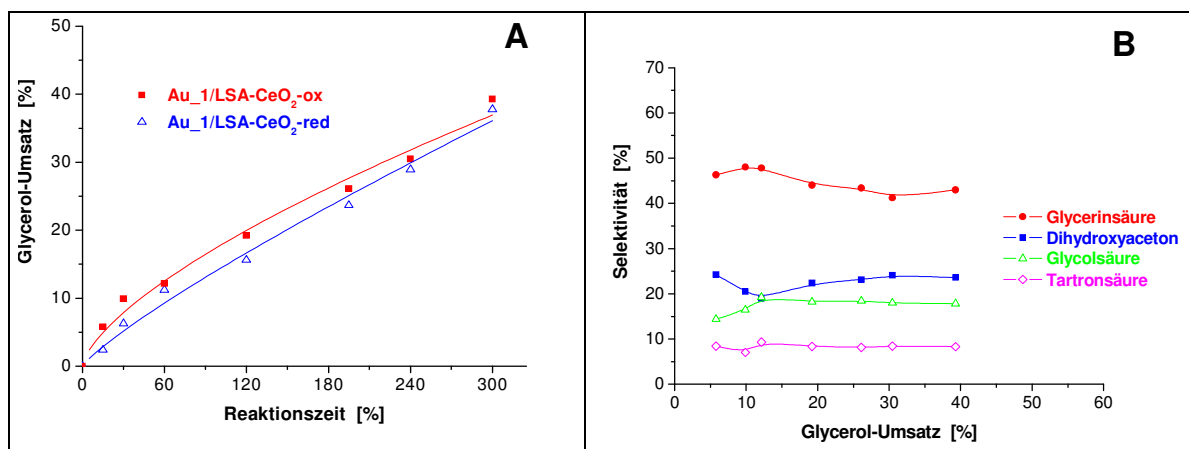 A
Glycerol-Umsatz [%]
50
40
30
20
10
0
Au_1/LSA-CeO2-ox
Au_1/LSA-CeO2-red
0 60 120 180 240 300
Reaktionszeit [%]
B
Selektivität [%]
70
60
50
40
30
20
10
0
Glycerinsäure
Dihydroxyaceton
Glycolsäure
Tartronsäure
0 10 20 30 40 50 60
Glycerol-Umsatz [%]